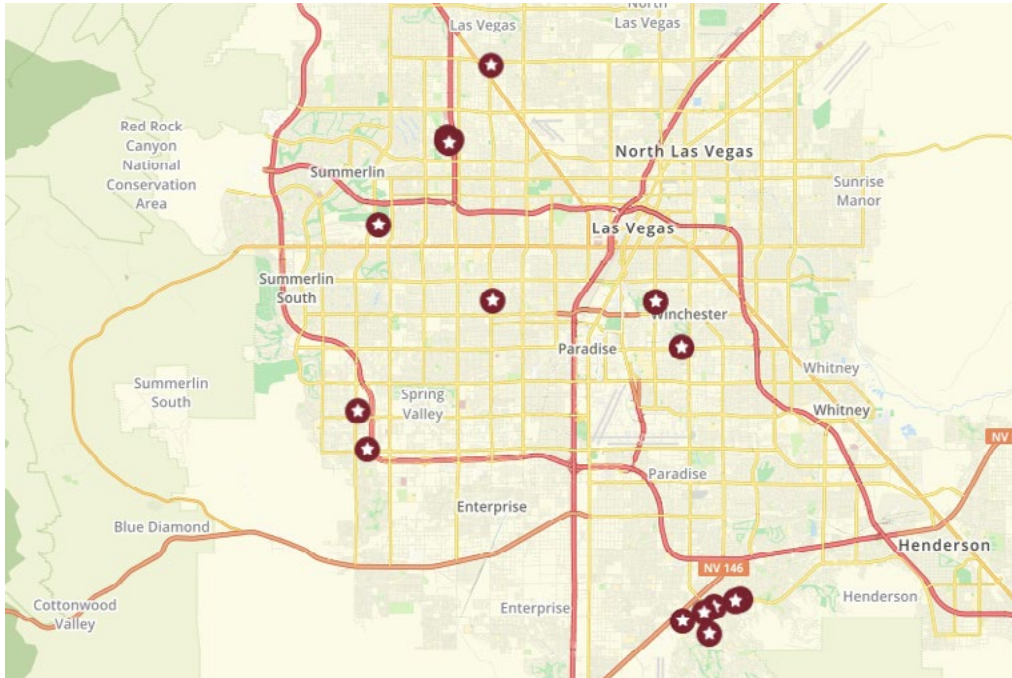 North
Las Vegas
Las Vegas
Red Rock
Canyon
National
Conservation
Area
North Las Vegas
Summerlin
Sunrise
Manor
Las Vegas
Summerlin
South
Winchester
Paradise
Whitney
Summerlin
South
Spring
Valley
Whitney
NV
Paradise
Enterprise
Blue Diamond
Henderson
NV 146
Cottonwood
Valley
Enterprise
Henderson